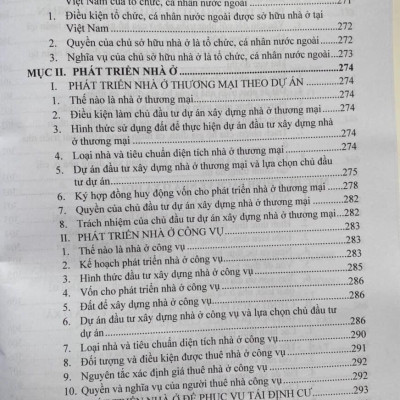 Việt Nam của tổ chức, cá nhân nước ngoài ....................271
1. Điều kiện tổ chức, cá nhân nước ngoài được sở hữu nhà ở tại
Việt Nam ....................272
2. Quyền của chủ sở hữu nhà ở là tổ chức, cá nhân nước ngoài ......272
3. Nghĩa vụ của chủ sở hữu nhà ở là tổ chức, cá nhân nước ngoài ...273
MỤC II. PHÁT TRIỂN NHÀ Ở ....................274
I. PHÁT TRIỂN NHÀ Ở THƯƠNG MẠI THEO DỰ ÁN ....................274
1. Thế nào là nhà ở thương mại ....................274
2. Điều kiện làm chủ đầu tư dự án xây dựng nhà ở thương mại ........274
3. Hình thức sử dụng đất để thực hiện dự án đầu tư xây dựng nhà
ở thương mại ....................274
4. Loại nhà và tiêu chuẩn diện tích nhà ở thương mại ....................274
5. Dự án đầu tư xây dựng nhà ở thương mại và lựa chọn chủ đầu
tư dự án ....................275
6. Ký hợp đồng huy động vốn cho phát triển nhà ở thương mại ......278
7. Quyền của chủ đầu tư dự án xây dựng nhà ở thương mại ............282
8. Trách nhiệm của chủ đầu tư dự án xây dựng nhà ở thương mại ..282
II. PHÁT TRIỂN NHÀ Ở CÔNG VỤ ....................283
1. Thế nào là nhà ở công vụ ....................283
2. Kế hoạch phát triển nhà ở công vụ ....................283
3. Hình thức đầu tư xây dựng nhà ở công vụ ....................285
4. Vốn cho phát triển nhà ở công vụ ....................286
5. Đất để xây dựng nhà ở công vụ ....................286
6. Dự án đầu tư xây dựng nhà ở công vụ và lựa chọn chủ đầu tư
dự án ....................286
7. Loại nhà và tiêu chuẩn diện tích nhà ở công vụ ....................290
8. Đối tượng và điều kiện được thuê nhà ở công vụ ....................291
9. Nguyên tắc xác định giá thuê nhà ở công vụ ....................292
10. Quyền và nghĩa vụ của người thuê nhà ở công vụ ....................292
TRIỂN NHÀ Ở ĐỂ PHỤC VỤ TÁI ĐỊNH CƯ ....................293